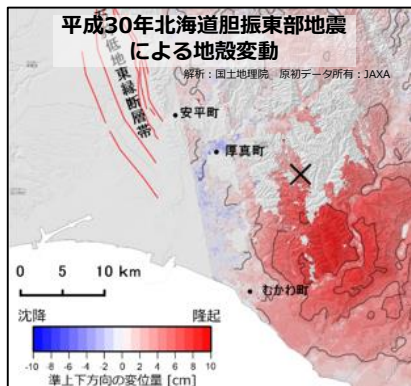 平成30年北海道胆振東部地震
による地殻変動
解析：国土地理院　原初データ所有：JAXA
低地東縁断層帯
安平町
厚真町
むかわ町
0 5 10 km
沈降 隆起
-10 -8 -6 -4 -2 0 2 4 6 8 10
準上下方向の変位量 [cm]